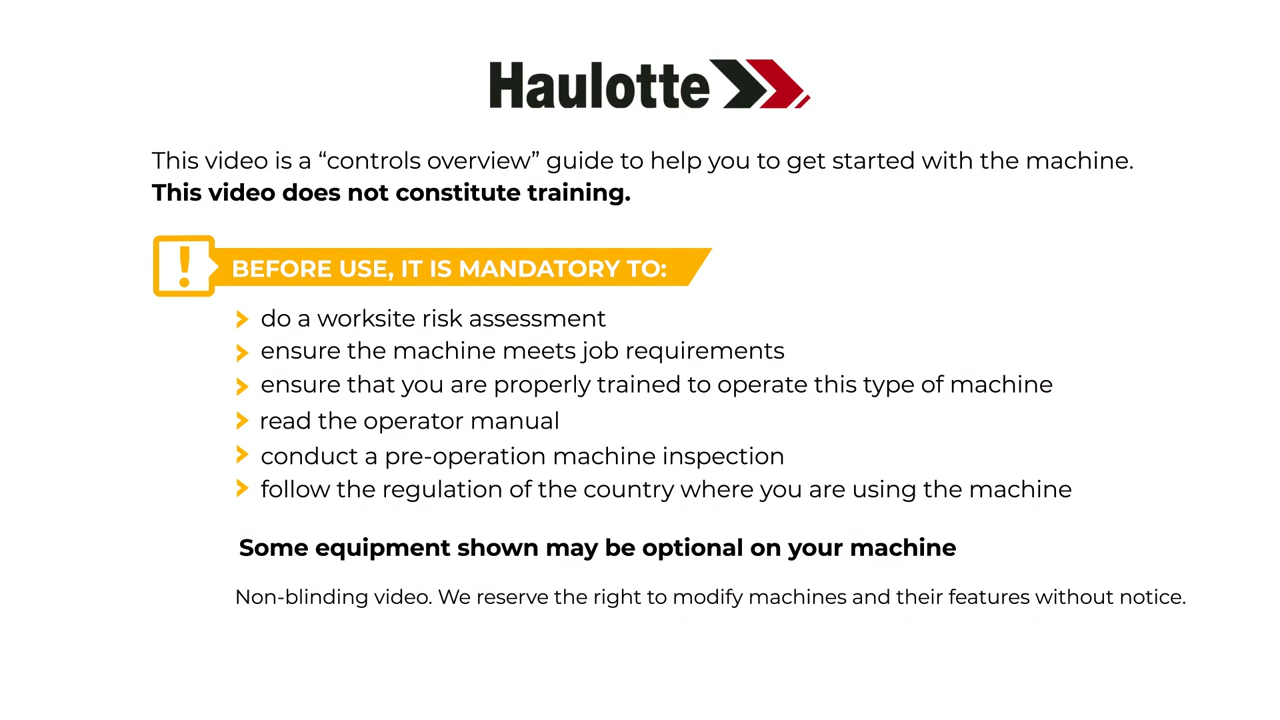 Haulotte
This video is a “controls overview” guide to help you to get started with the machine.
This video does not constitute training.
! BEFORE USE, IT IS MANDATORY TO:
do a worksite risk assessment
ensure the machine meets job requirements
ensure that you are properly trained to operate this type of machine
read the operator manual
conduct a pre-operation machine inspection
follow the regulation of the country where you are using the machine
Some equipment shown may be optional on your machine
Non-blinding video. We reserve the right to modify machines and their features without notice.